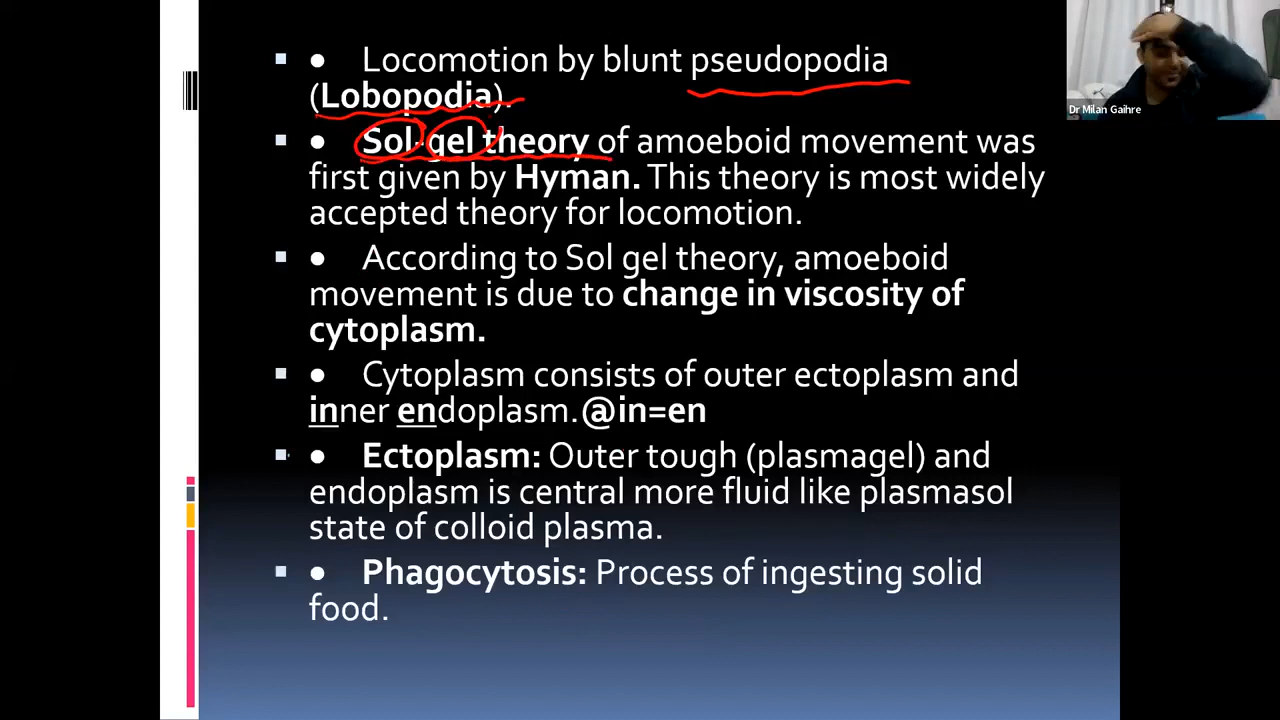 ● Locomotion by blunt pseudopodia
(Lobopodia).
● Sol-gel theory of amoeboid movement was
first given by Hyman. This theory is most widely
accepted theory for locomotion.
● According to Sol gel theory, amoeboid
movement is due to change in viscosity of
cytoplasm.
● Cytoplasm consists of outer ectoplasm and
inner endoplasm. @in=en
● Ectoplasm: Outer tough (plasmagel) and
endoplasm is central more fluid like plasmasol
state of colloid plasma.
● Phagocytosis: Process of ingesting solid
food.
Dr Milan Gaihre